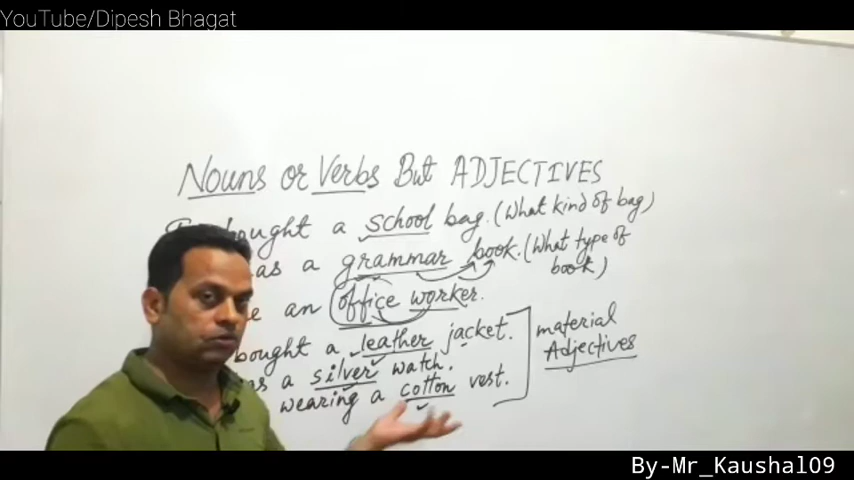 YouTube/Dipesh Bhagat
Nouns or Verbs But ADJECTIVES
bought a school bag. (What kind of bag)
as a grammar book. (What type of
book)
an office worker.
bought a leather jacket.
material
Adjectives
as a silver watch.
wearing a cotton vest.
By-Mr_Kaushal09